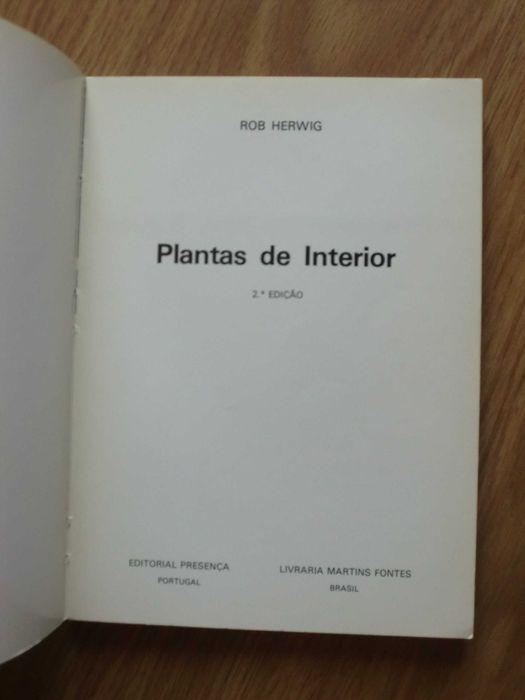 ROB HERWIG
Plantas de Interior
2.ª EDIÇÃO
EDITORIAL PRESENÇA
PORTUGAL
LIVRARIA MARTINS FONTES
BRASIL